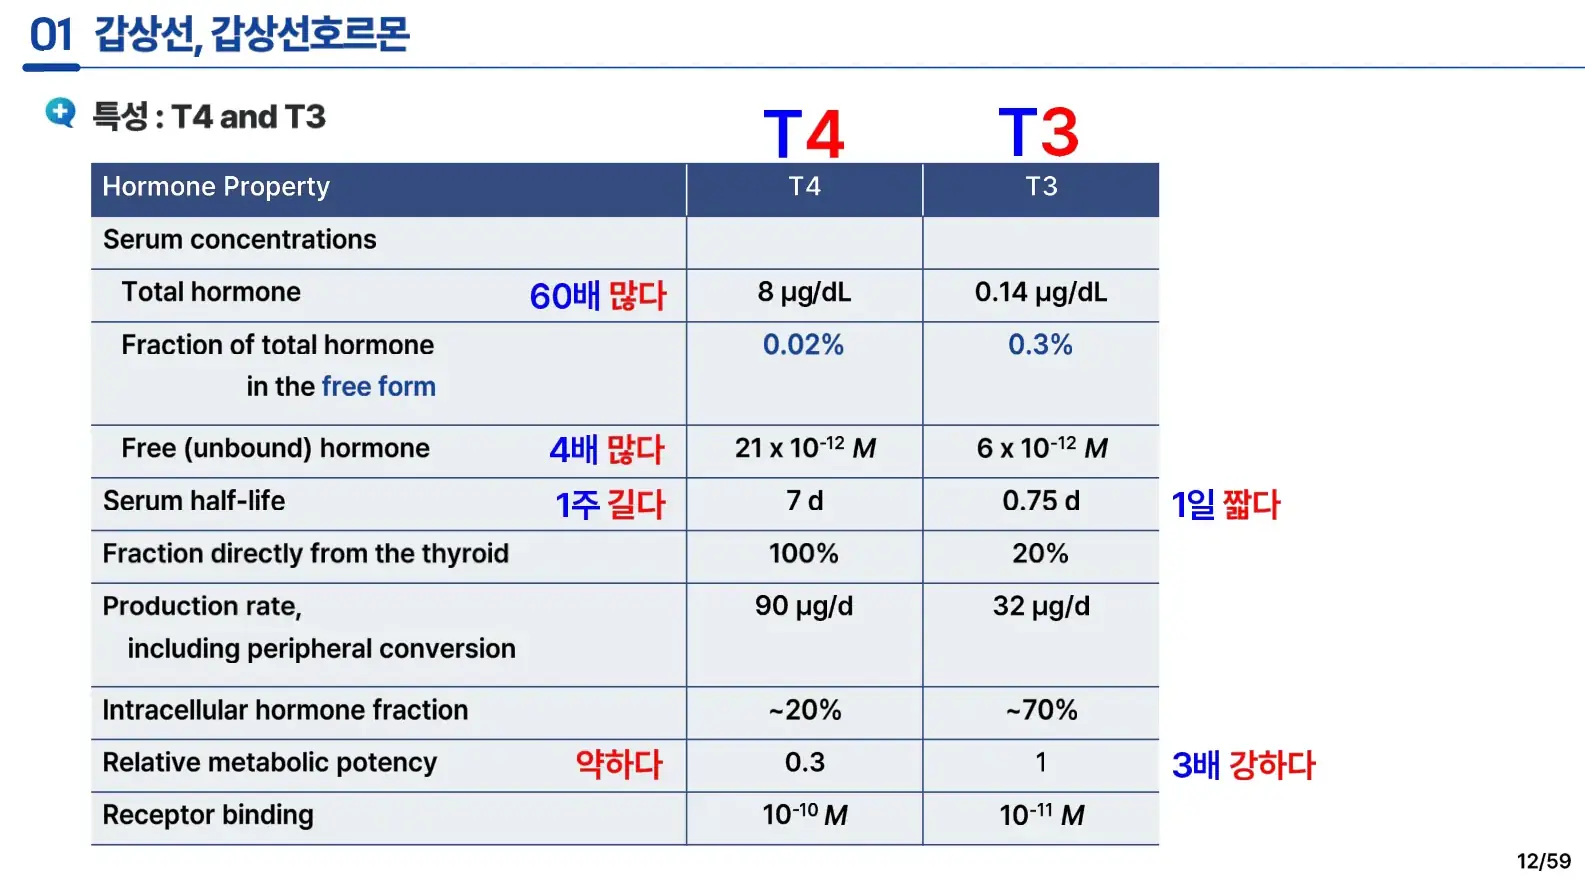 01 갑상선, 갑상선호르몬
특성 : T4 and T3
T4 T3
Hormone Property T4 T3
Serum concentrations
Total hormone 60배 많다 8 µg/dL 0.14 µg/dL
Fraction of total hormone 0.02% 0.3%
in the free form
Free (unbound) hormone 4배 많다 21 x 10⁻¹² M 6 x 10⁻¹² M
Serum half-life 1주 길다 7 d 0.75 d 1일 짧다
Fraction directly from the thyroid 100% 20%
Production rate, 90 µg/d 32 µg/d
including peripheral conversion
Intracellular hormone fraction ~20% ~70%
Relative metabolic potency 약하다 0.3 1 3배 강하다
Receptor binding 10⁻¹⁰ M 10⁻¹¹ M
12/59